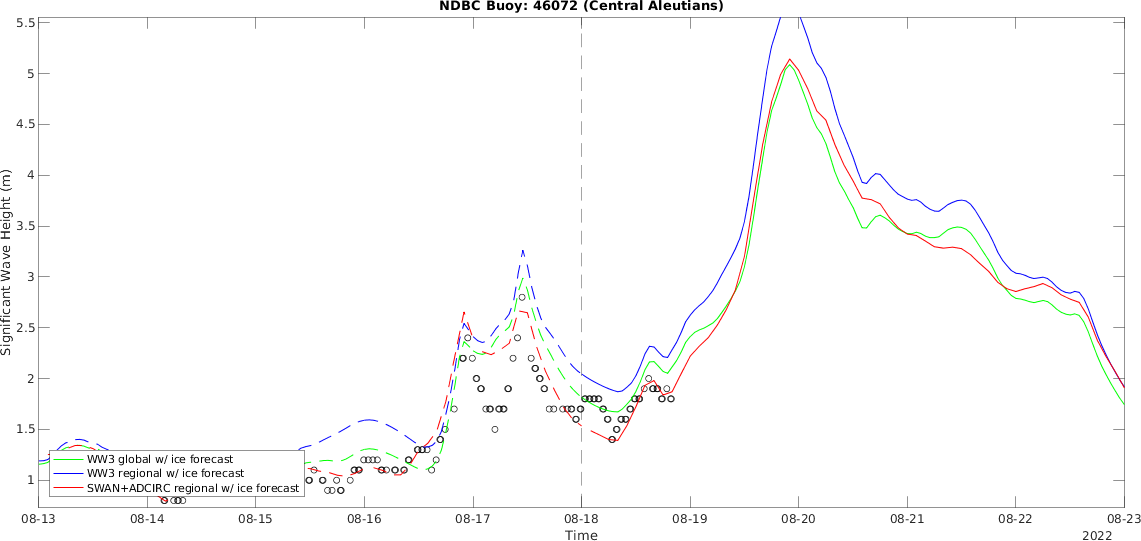 NDBC Buoy: 46072 (Central Aleutians)
Significant Wave Height (m)
5.5
5
4.5
4
3.5
3
2.5
2
1.5
1
WW3 global w/ ice forecast
WW3 regional w/ ice forecast
SWAN+ADCIRC regional w/ ice forecast
08-13 08-14 08-15 08-16 08-17 08-18 08-19 08-20 08-21 08-22 08-23
Time
2022